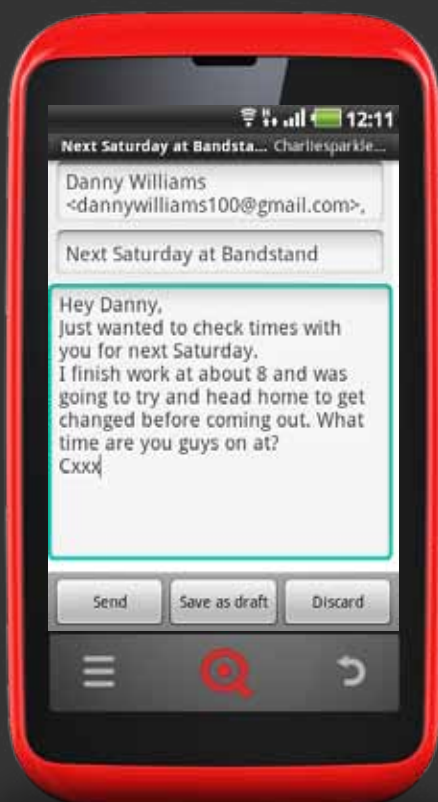 12:11
Next Saturday at Bandsta... Charliesparkle...
Danny Williams
<dannywilliams100@gmail.com>,
Next Saturday at Bandstand
Hey Danny,
Just wanted to check times with
you for next Saturday.
I finish work at about 8 and was
going to try and head home to get
changed before coming out. What
time are you guys on at?
Cxxx
Send Save as draft Discard